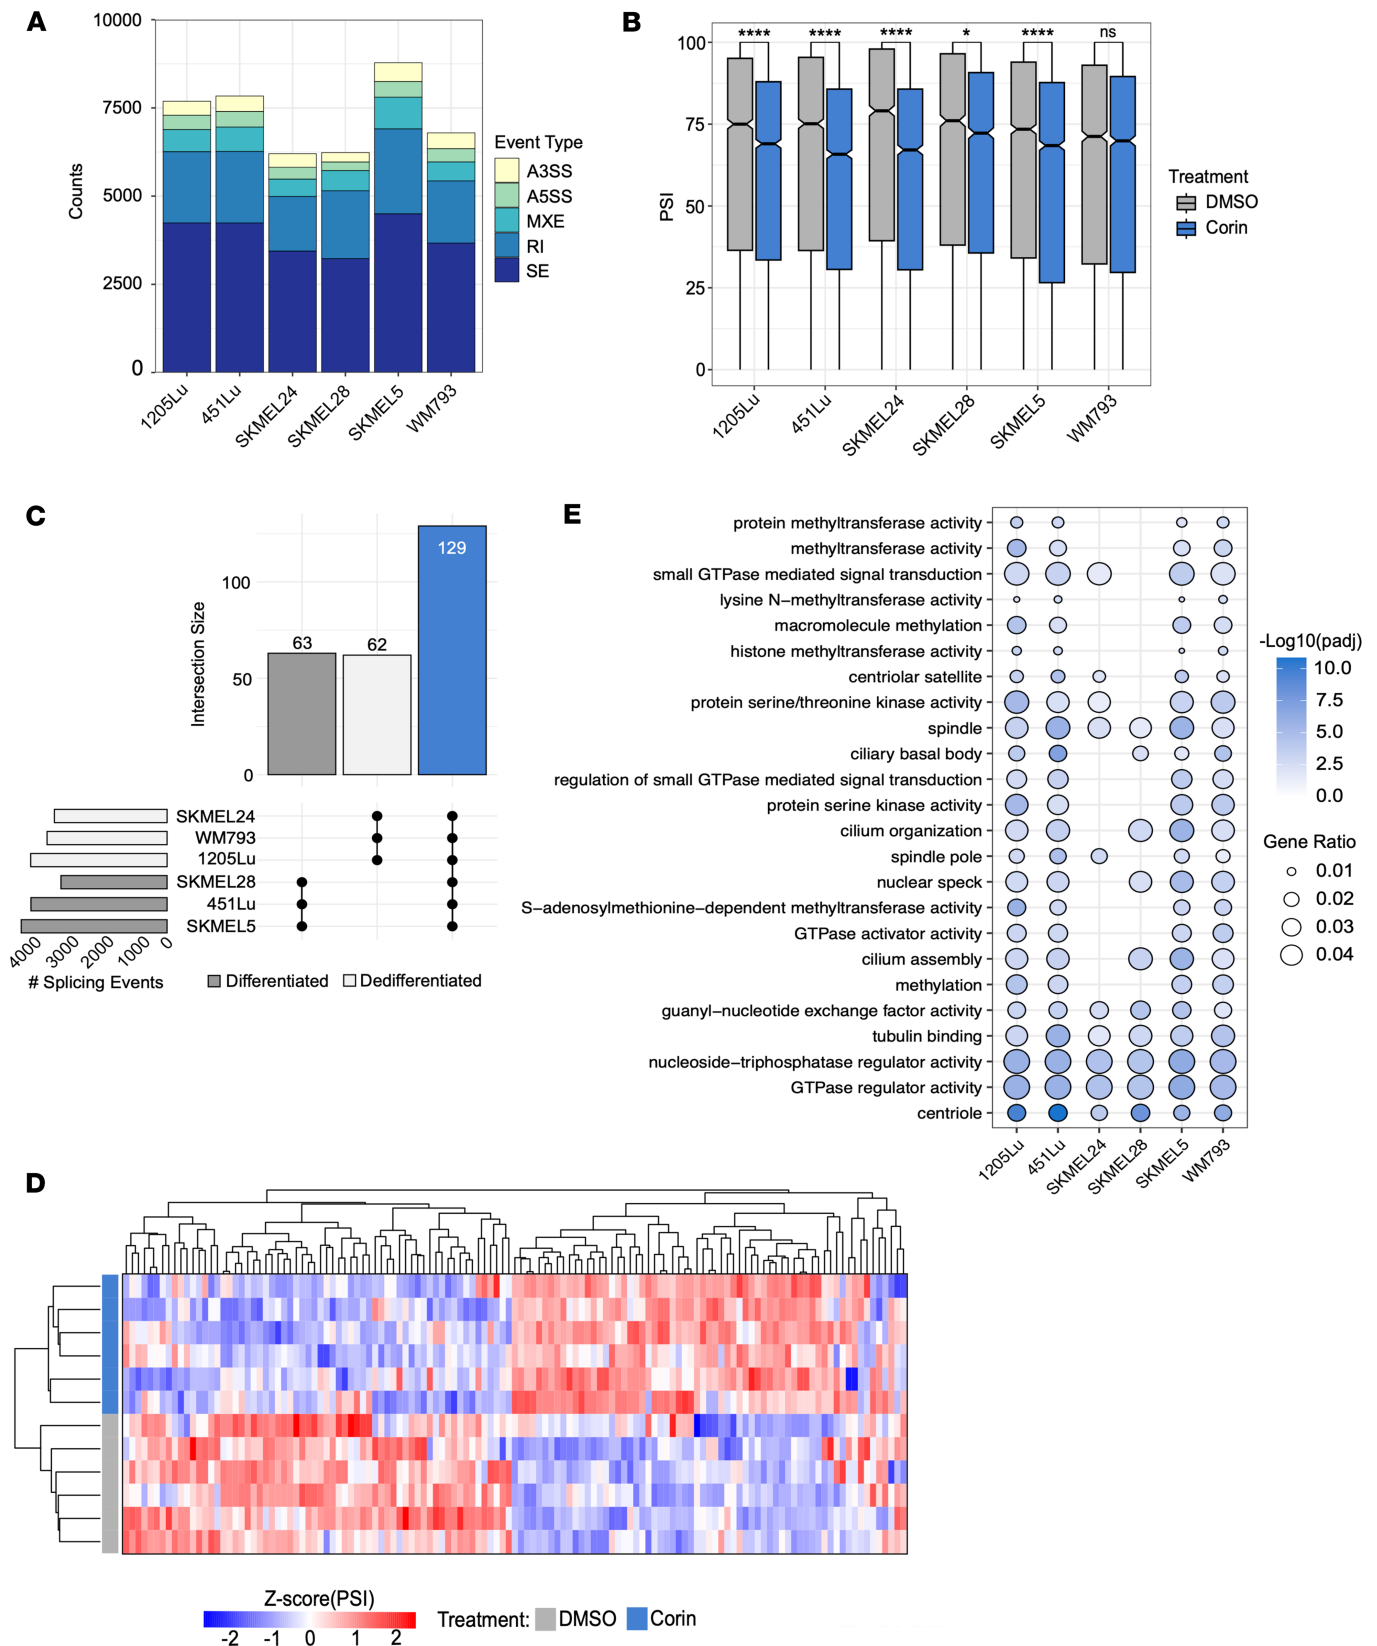 A
10000
7500
5000
2500
0
Counts
1205Lu
451Lu
SKMEL24
SKMEL28
SKMEL5
WM793
Event Type
A3SS
A5SS
MXE
RI
SE
B
100
75
50
25
0
PSI
****
****
****
*
****
ns
1205Lu
451Lu
SKMEL24
SKMEL28
SKMEL5
WM793
Treatment
DMSO
Corin
C
Intersection Size
100
50
0
63
62
129
SKMEL24
WM793
1205Lu
SKMEL28
451Lu
SKMEL5
4000
3000
2000
1000
0
# Splicing Events
Differentiated
Dedifferentiated
E
protein methyltransferase activity
methyltransferase activity
small GTPase mediated signal transduction
lysine N−methyltransferase activity
macromolecule methylation
histone methyltransferase activity
centriolar satellite
protein serine/threonine kinase activity
spindle
ciliary basal body
regulation of small GTPase mediated signal transduction
protein serine kinase activity
cilium organization
spindle pole
nuclear speck
S−adenosylmethionine−dependent methyltransferase activity
GTPase activator activity
cilium assembly
methylation
guanyl−nucleotide exchange factor activity
tubulin binding
nucleoside−triphosphatase regulator activity
GTPase regulator activity
centriole
1205Lu
451Lu
SKMEL24
SKMEL28
SKMEL5
WM793
-Log10(padj)
10.0
7.5
5.0
2.5
0.0
Gene Ratio
0.01
0.02
0.03
0.04
D
Z-score(PSI)
-2 -1 0 1 2
Treatment: DMSO Corin